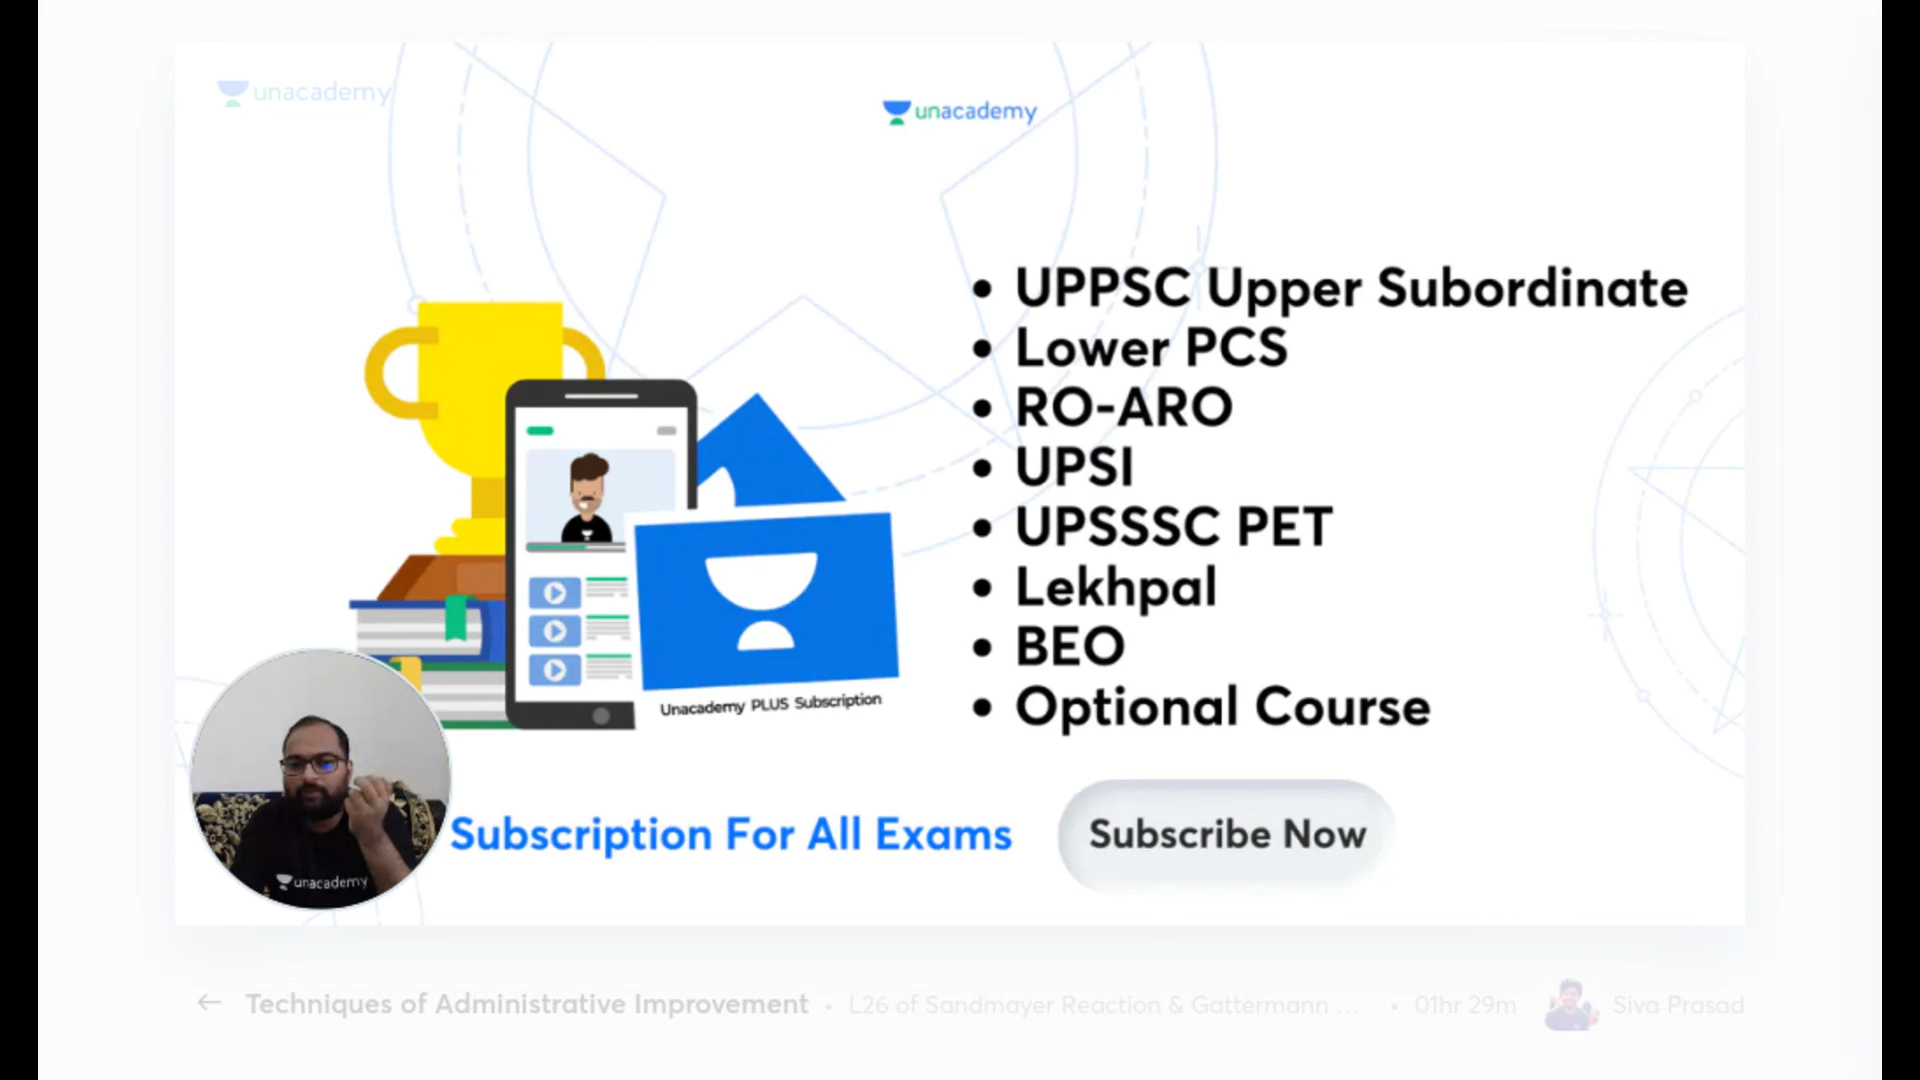 unacademy
unacademy
UPPSC Upper Subordinate
Lower PCS
RO-ARO
UPSI
UPSSSC PET
Lekhpal
BEO
Optional Course
Unacademy PLUS Subscription
Subscription For All Exams
Subscribe Now
unacademy
Techniques of Administrative Improvement • L26 of Sandmayer Reaction & Gattermann ... • 01hr 29m Siva Prasad